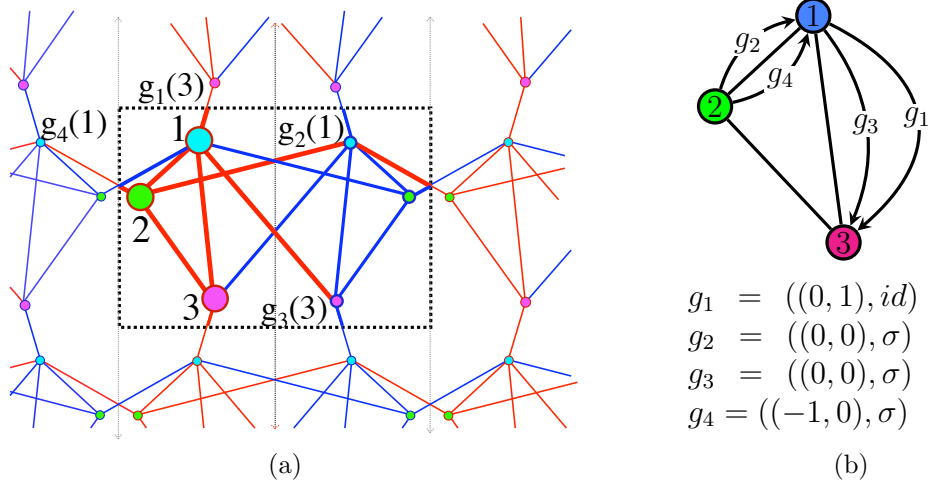 g₁(3)
g₄(1)
1
g₂(1)
2
3
g₃(3)
(a)
1
g₂
g₄
2
g₃
g₁
3
g₁ = ((0, 1), id)
g₂ = ((0, 0), σ)
g₃ = ((0, 0), σ)
g₄ = ((−1, 0), σ)
(b)